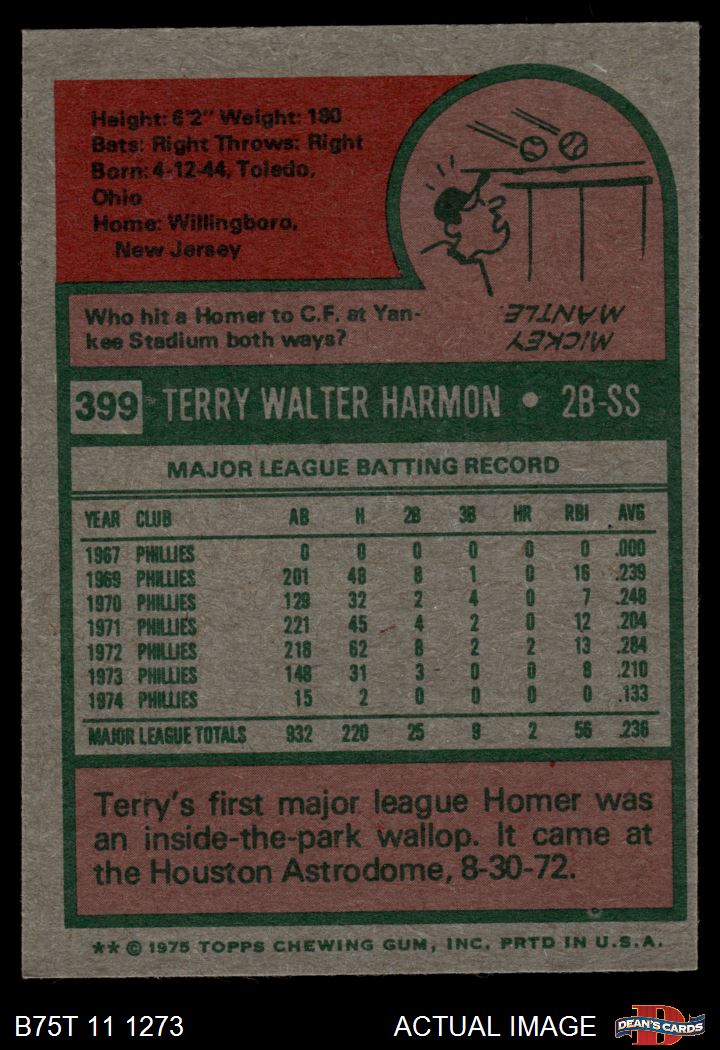 Height: 6'2" Weight: 180
Bats: Right Throws: Right
Born: 4-12-44, Toledo,
Ohio
Home: Willingboro,
New Jersey
Who hit a Homer to C.F. at Yan-
kee Stadium both ways?
MICKEY
MANTLE.
399 TERRY WALTER HARMON • 2B-SS
MAJOR LEAGUE BATTING RECORD
YEAR CLUB AB H 2B 3B HR RBI AVG
1967 PHILLIES 0 0 0 0 0 0 .000
1969 PHILLIES 201 48 8 1 0 16 .239
1970 PHILLIES 129 32 2 4 0 7 .248
1971 PHILLIES 221 45 4 2 0 12 .204
1972 PHILLIES 218 62 8 2 2 13 .284
1973 PHILLIES 148 31 3 0 0 8 .210
1974 PHILLIES 15 2 0 0 0 0 .133
MAJOR LEAGUE TOTALS 932 220 25 9 2 56 .236
Terry's first major league Homer was
an inside-the-park wallop. It came at
the Houston Astrodome, 8-30-72.
** © 1975 TOPPS CHEWING GUM, INC. PRTD IN U.S.A.
B75T 11 1273 ACTUAL IMAGE
DEAN'S CARDS